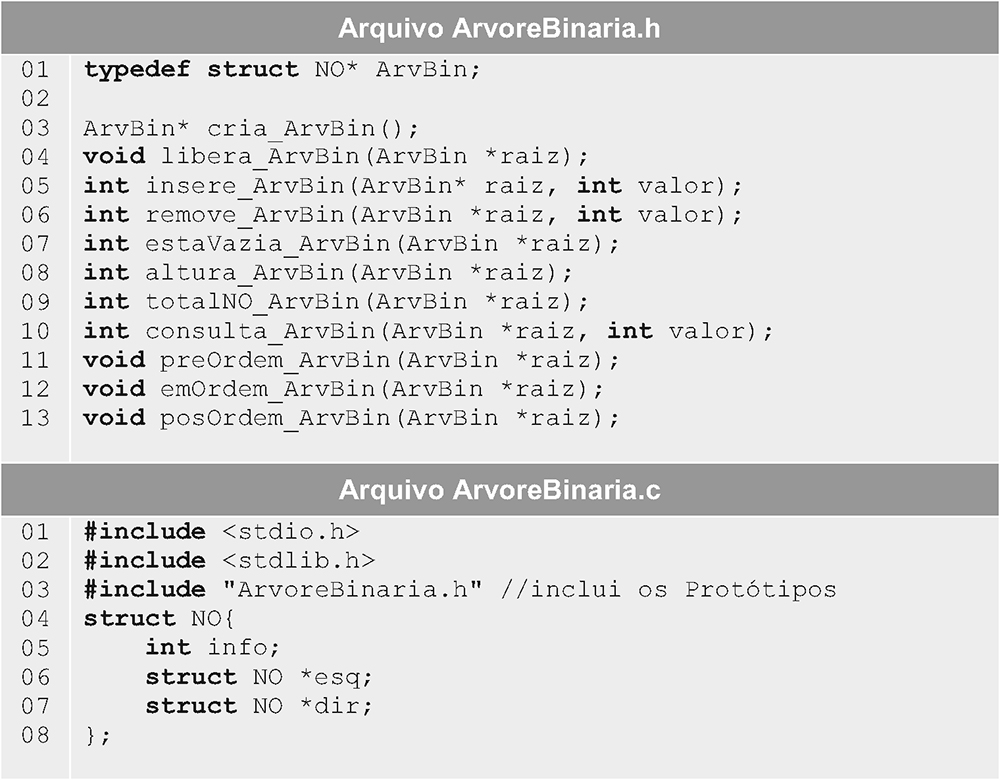 Arquivo ArvoreBinaria.h
01 typedef struct NO* ArvBin;
02
03 ArvBin* cria_ArvBin();
04 void libera_ArvBin(ArvBin *raiz);
05 int insere_ArvBin(ArvBin* raiz, int valor);
06 int remove_ArvBin(ArvBin *raiz, int valor);
07 int estaVazia_ArvBin(ArvBin *raiz);
08 int altura_ArvBin(ArvBin *raiz);
09 int totalNO_ArvBin(ArvBin *raiz);
10 int consulta_ArvBin(ArvBin *raiz, int valor);
11 void preOrdem_ArvBin(ArvBin *raiz);
12 void emOrdem_ArvBin(ArvBin *raiz);
13 void posOrdem_ArvBin(ArvBin *raiz);
Arquivo ArvoreBinaria.c
01 #include <stdio.h>
02 #include <stdlib.h>
03 #include "ArvoreBinaria.h" //inclui os Protótipos
04 struct NO{
05 int info;
06 struct NO *esq;
07 struct NO *dir;
08 };